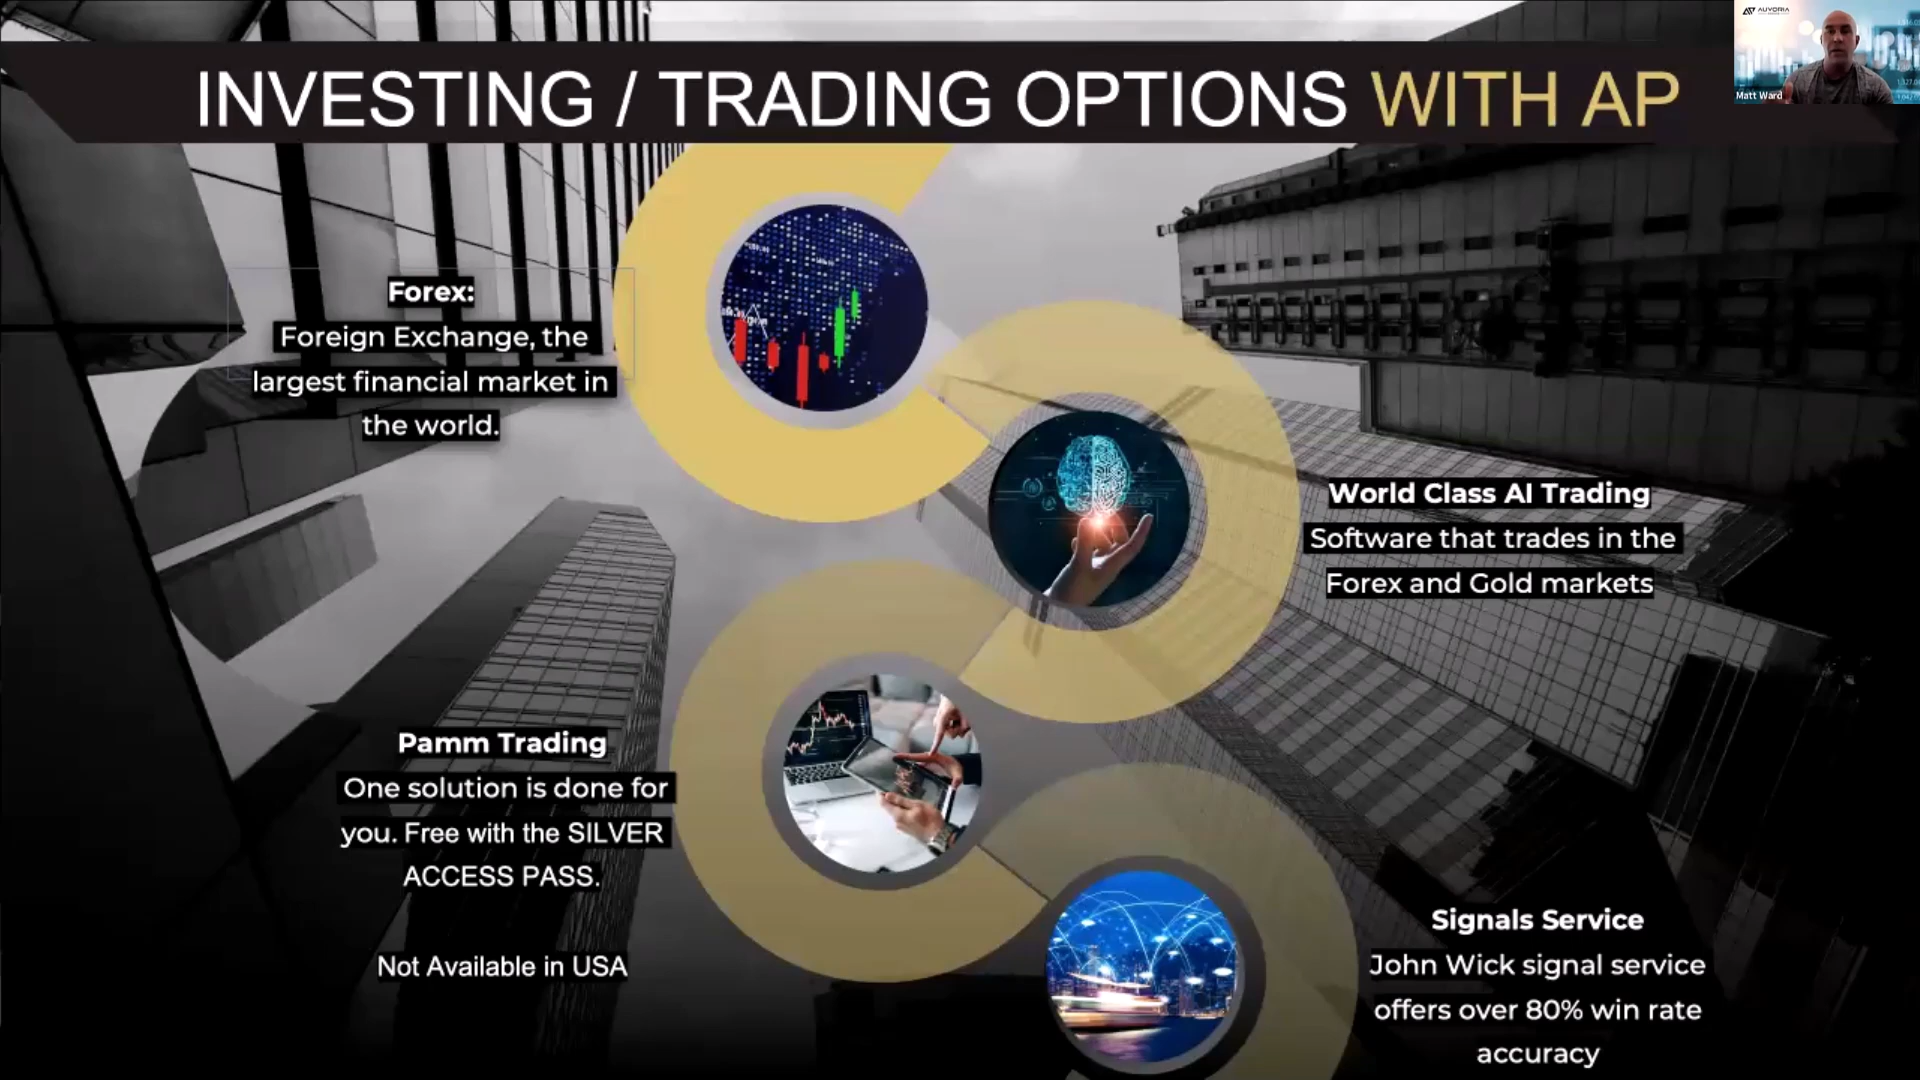 INVESTING / TRADING OPTIONS WITH AP
AUVORIA
Matt Ward
Forex:
Foreign Exchange, the
largest financial market in
the world.
World Class AI Trading
Software that trades in the
Forex and Gold markets
Pamm Trading
One solution is done for
you. Free with the SILVER
ACCESS PASS.
Not Available in USA
Signals Service
John Wick signal service
offers over 80% win rate
accuracy